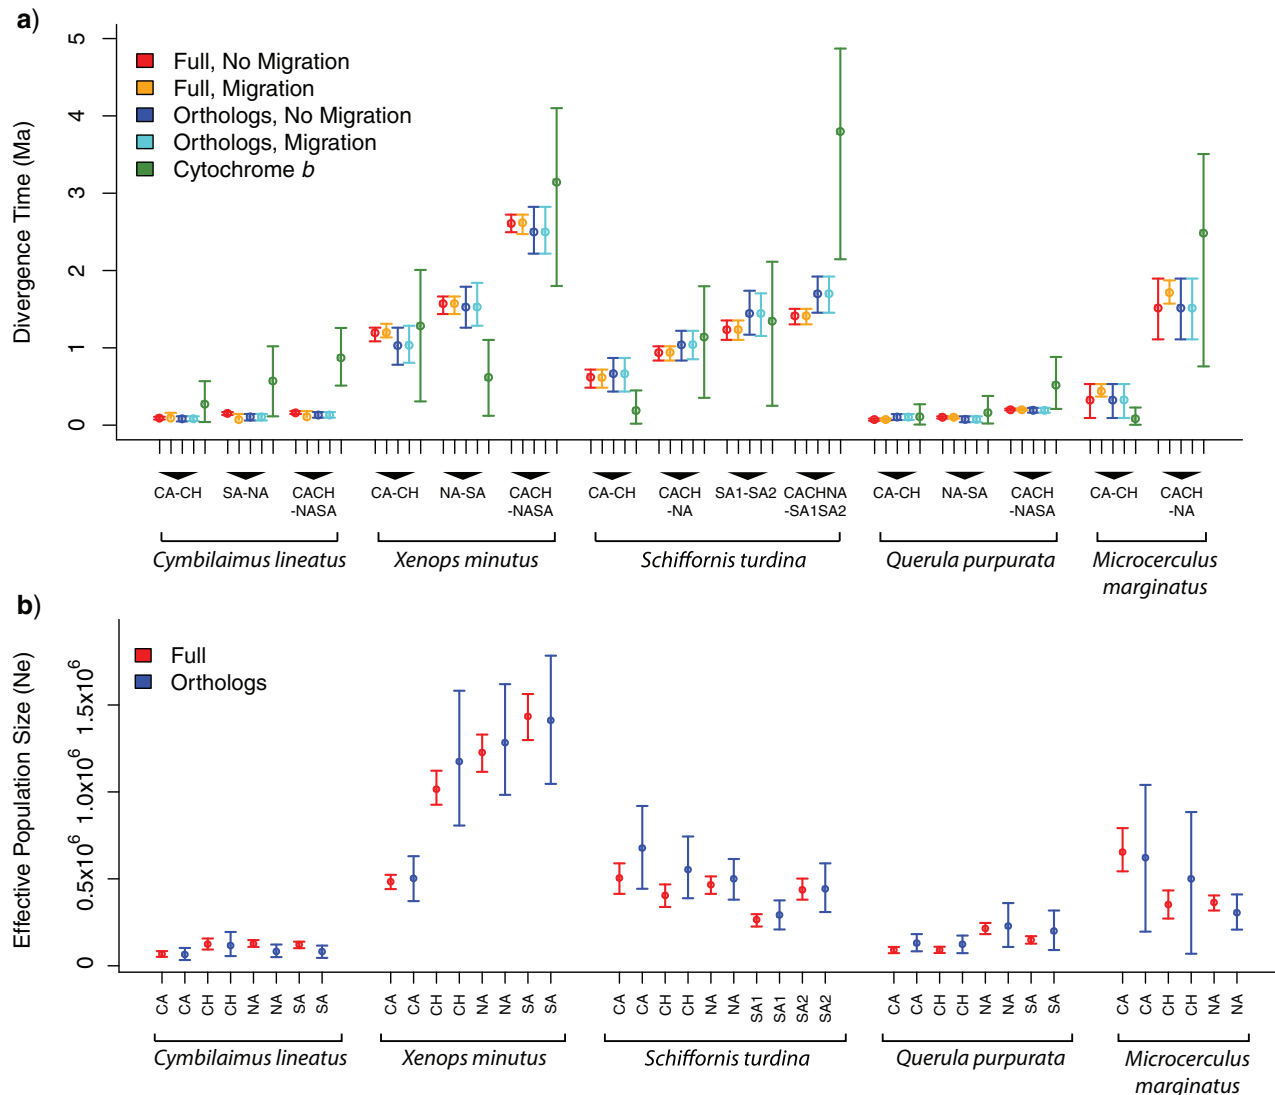 a)
Divergence Time (Ma)
5
4
3
2
1
0
Full, No Migration
Full, Migration
Orthologs, No Migration
Orthologs, Migration
Cytochrome b
CA-CH SA-NA CACH CA-CH NA-SA CACH CA-CH CACH SA1-SA2 CACHNA CA-CH NA-SA CACH CA-CH CACH
-NASA -NASA -NA -SA1SA2 -NASA -NA
Cymbilaimus lineatus Xenops minutus Schiffornis turdina Querula purpurata Microcerculus
marginatus
b)
Effective Population Size (Ne)
1.5x10⁶
1.0x10⁶
0.5x10⁶
0
Full
Orthologs
CA CA CH CH NA NA SA SA CA CA CH CH NA NA SA SA CA CA CH CH NA NA SA1 SA1 SA2 SA2 CA CA CH CH NA NA SA SA CA CA CH CH NA NA
Cymbilaimus lineatus Xenops minutus Schiffornis turdina Querula purpurata Microcerculus
marginatus